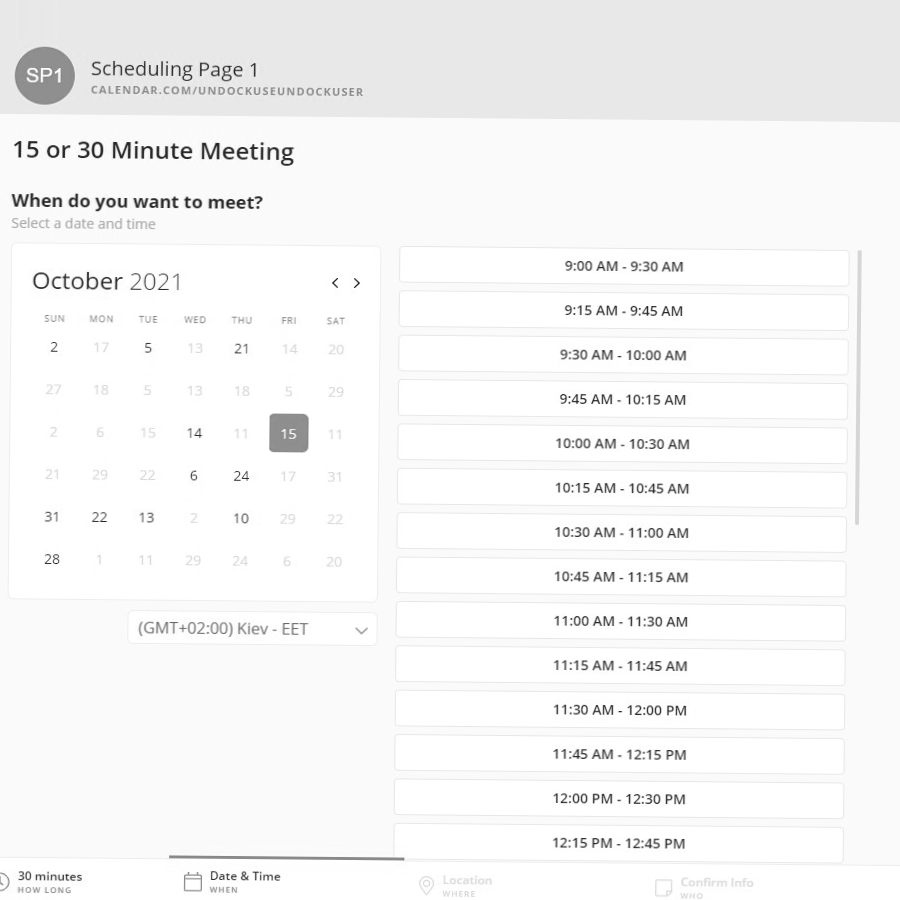 SP1
Scheduling Page 1
CALENDAR.COM/UNDOCKUSEUNDOCKUSER
15 or 30 Minute Meeting
When do you want to meet?
Select a date and time
October 2021
SUN MON TUE WED THU FRI SAT
2 17 5 13 21 14 20
27 18 5 13 18 5 29
2 6 15 14 11 15 11
21 29 22 6 24 17 31
31 22 13 2 10 29 22
28 1 11 29 24 6 20
(GMT+02:00) Kiev - EET
9:00 AM - 9:30 AM
9:15 AM - 9:45 AM
9:30 AM - 10:00 AM
9:45 AM - 10:15 AM
10:00 AM - 10:30 AM
10:15 AM - 10:45 AM
10:30 AM - 11:00 AM
10:45 AM - 11:15 AM
11:00 AM - 11:30 AM
11:15 AM - 11:45 AM
11:30 AM - 12:00 PM
11:45 AM - 12:15 PM
12:00 PM - 12:30 PM
12:15 PM - 12:45 PM
30 minutes
HOW LONG
Date & Time
WHEN
Location
WHERE
Confirm Info
WHO